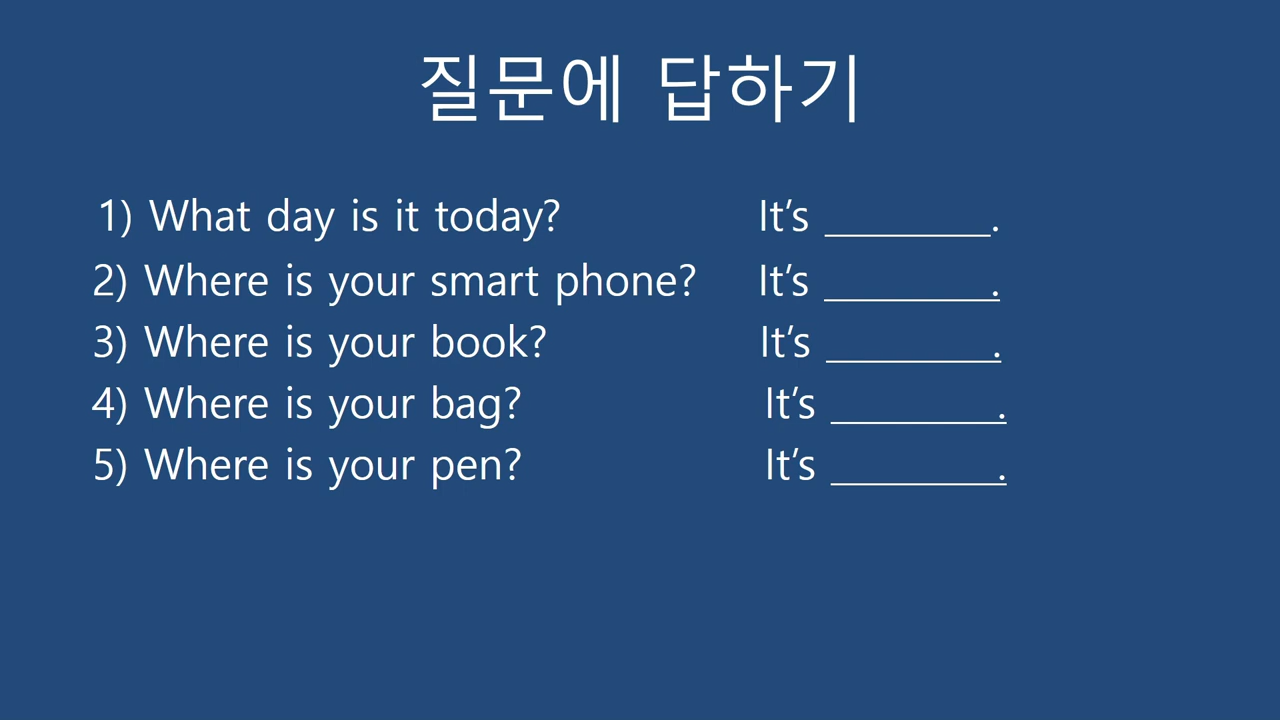 질문에 답하기
1) What day is it today? It’s ________.
2) Where is your smart phone? It’s ________.
3) Where is your book? It’s ________.
4) Where is your bag? It’s ________.
5) Where is your pen? It’s ________.